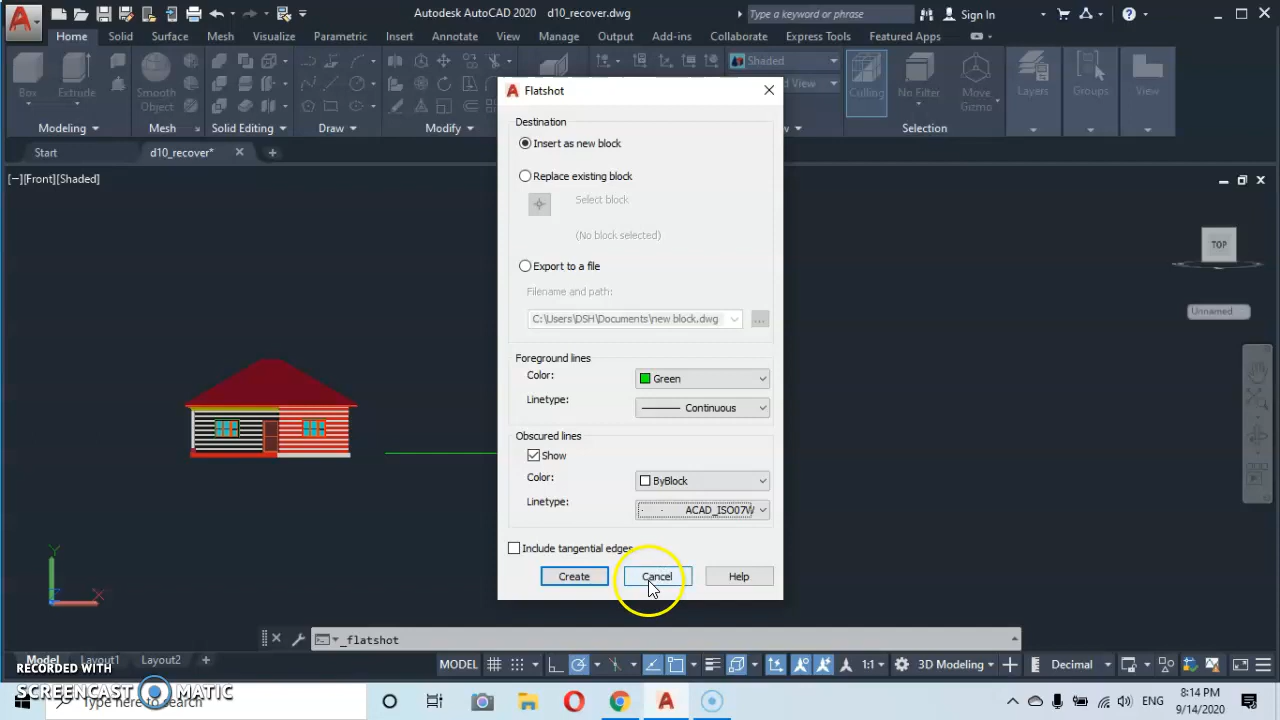 Autodesk AutoCAD 2020 d10_recover.dwg
Type a keyword or phrase
Sign In
Home Solid Surface Mesh Visualize Parametric Insert Annotate View Manage Output Add-ins Collaborate Express Tools Featured Apps
Box
Extrude
Smooth
Object
Shaded
Culling
No Filter
Move
Gizmo
Layers
Groups
View
Modeling
Mesh
Solid Editing
Draw
Modify
Selection
Start
d10_recover*
[–][Front][Shaded]
TOP
Unnamed
Flatshot
Destination
Insert as new block
Replace existing block
Select block
(No block selected)
Export to a file
Filename and path:
C:\Users\DSH\Documents\new block.dwg
...
Foreground lines
Color:
Green
Linetype:
Continuous
Obscured lines
Show
Color:
ByBlock
Linetype:
ACAD_ISO07W
Include tangential edges
Create
Cancel
Help
Y
X
Z
_flatshot
Model Layout1 Layout2 +
MODEL
1:1
3D Modeling
Decimal
RECORDED WITH
SCREENCAST MATIC
Type here to search
ENG
8:14 PM
9/14/2020